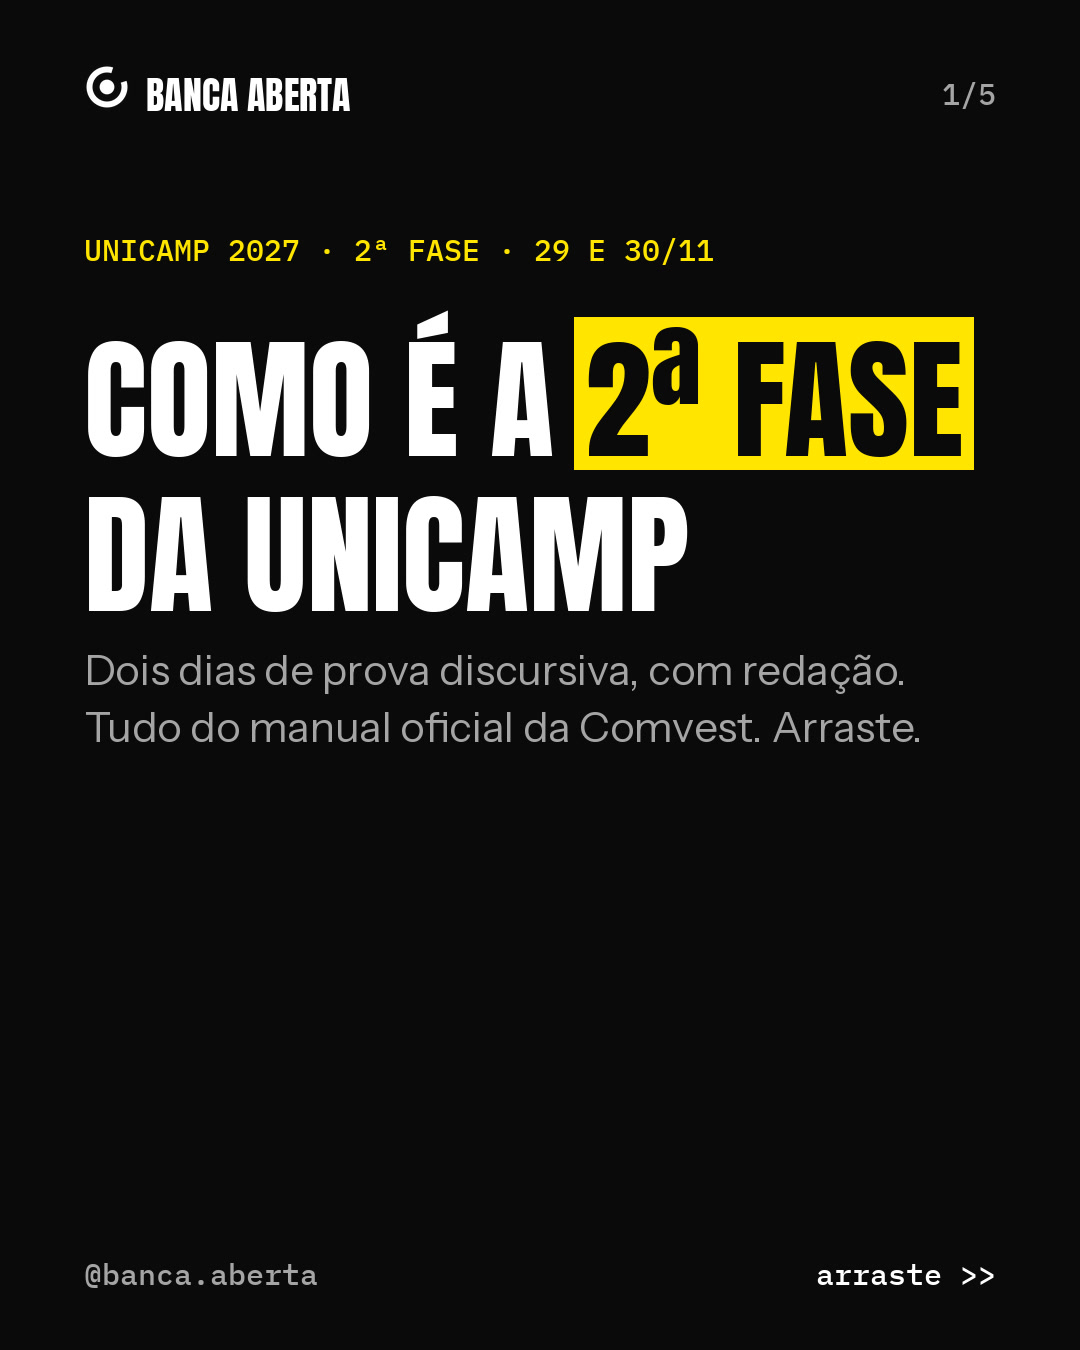 BANCA ABERTA
1/5
UNICAMP 2027 · 2ª FASE · 29 E 30/11
COMO É A 2ª FASE
DA UNICAMP
Dois dias de prova discursiva, com redação.
Tudo do manual oficial da Comvest. Arraste.
@banca.aberta
arraste >>